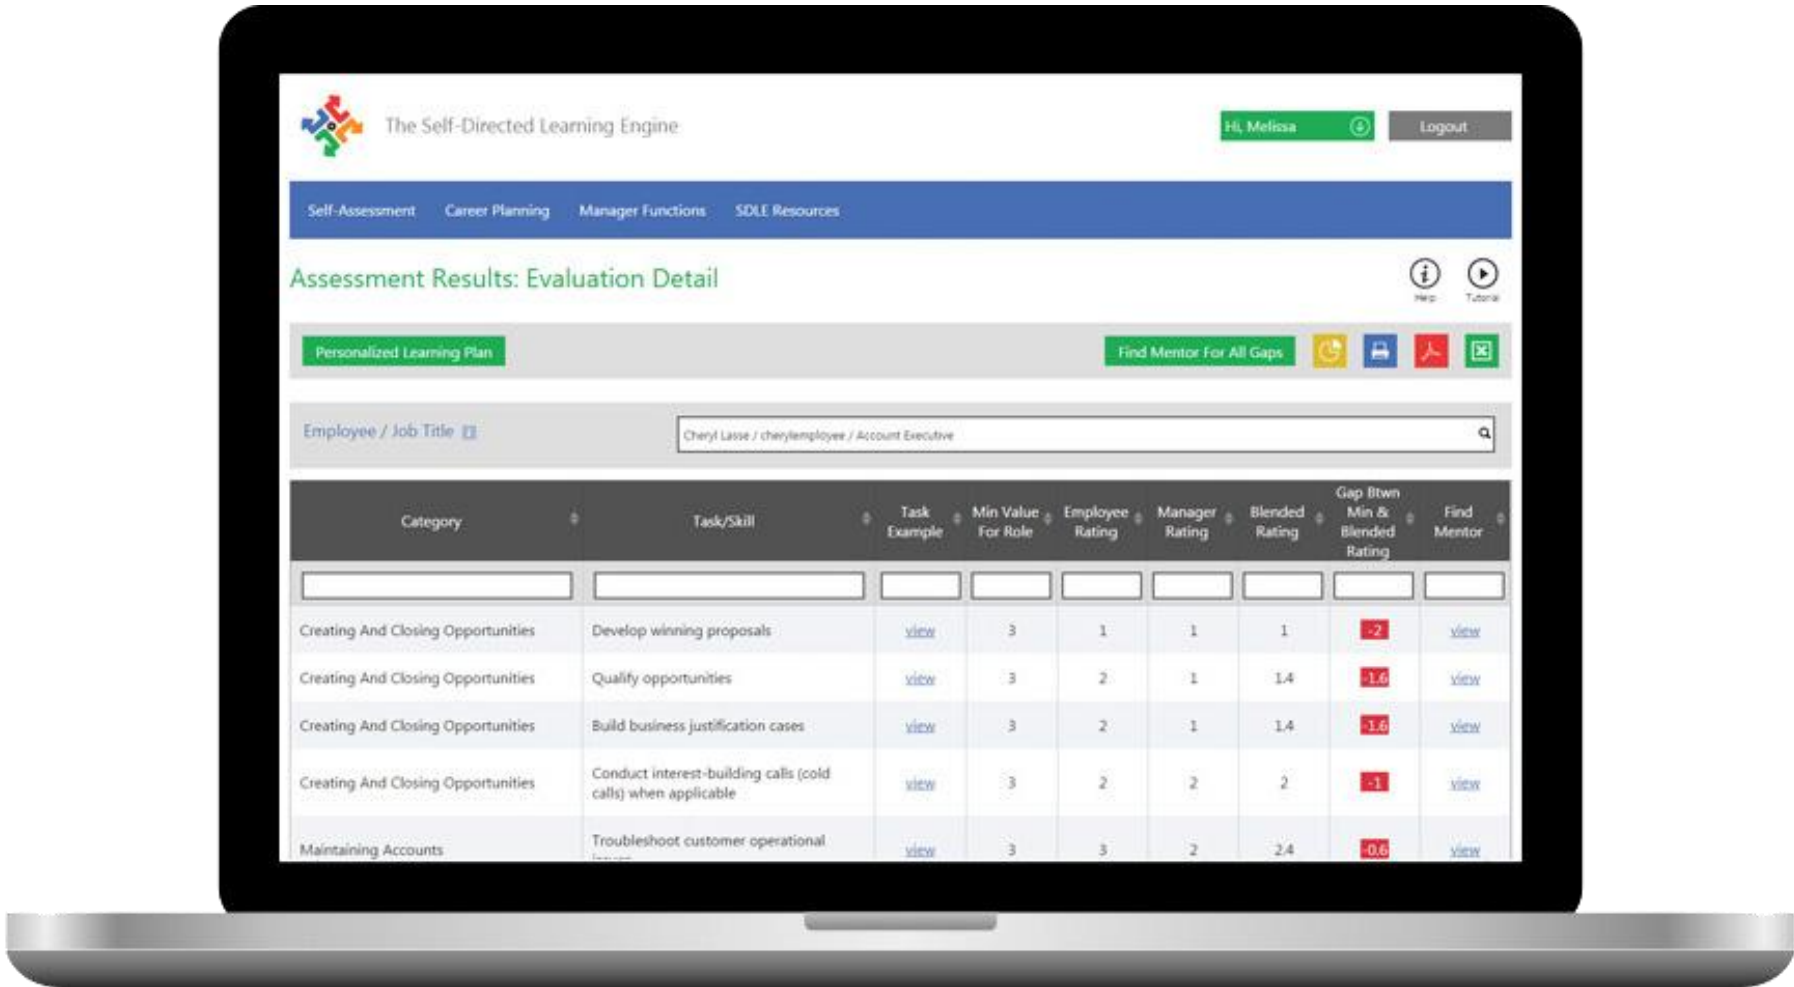 The Self-Directed Learning Engine
Hi, Melissa
Logout
Self-Assessment Career Planning Manager Functions SDLE Resources
Assessment Results: Evaluation Detail
Help Tutorial
Personalized Learning Plan
Find Mentor For All Gaps
Employee / Job Title
Cheryl Lasse / cherylemployee / Account Executive
Category
Task/Skill
Task
Example
Min Value
For Role
Employee
Rating
Manager
Rating
Blended
Rating
Gap Btwn
Min &
Blended
Rating
Find
Mentor
Creating And Closing Opportunities Develop winning proposals view 3 1 1 1 -2 view
Creating And Closing Opportunities Qualify opportunities view 3 2 1 1.4 -1.6 view
Creating And Closing Opportunities Build business justification cases view 3 2 1 1.4 -1.6 view
Creating And Closing Opportunities Conduct interest-building calls (cold
calls) when applicable view 3 2 2 2 -1 view
Maintaining Accounts Troubleshoot customer operational
view 3 3 2 2.4 -0.6 view